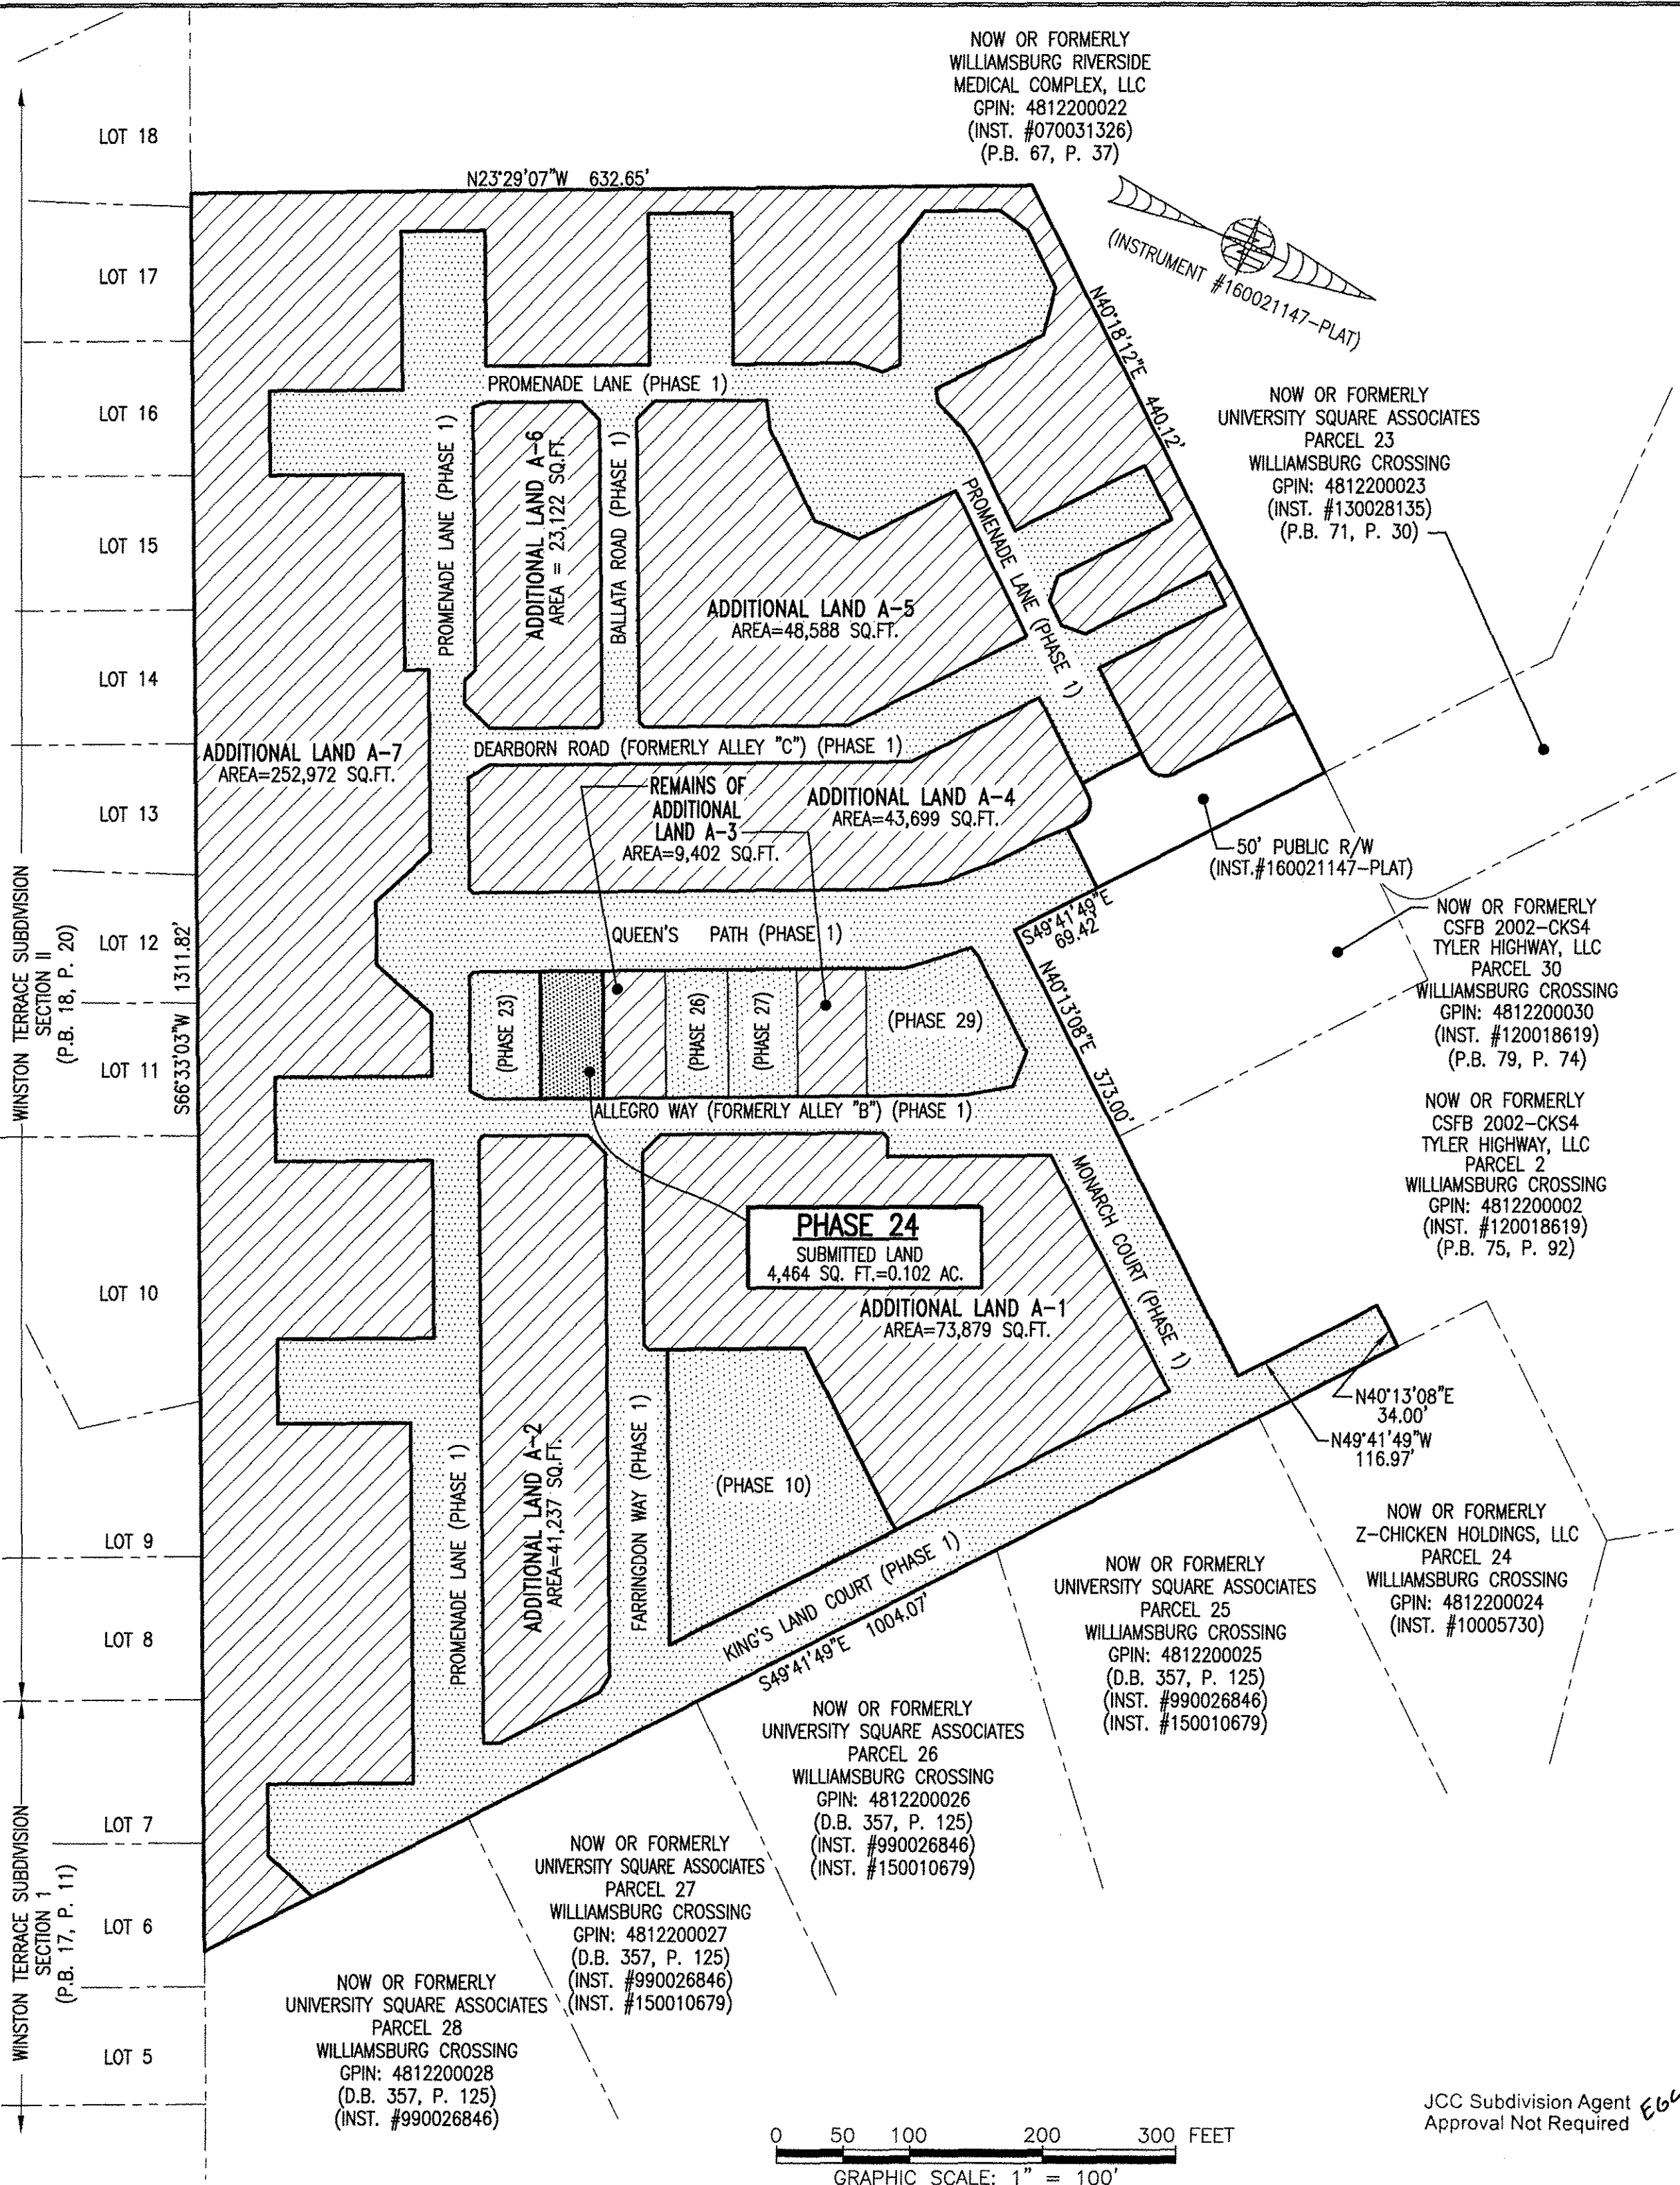 NOW OR FORMERLY
WILLIAMSBURG RIVERSIDE
MEDICAL COMPLEX, LLC
GPIN: 4812200022
(INST. #070031326)
(P.B. 67, P. 37)
LOT 18
N23°29'07"W 632.65'
(INSTRUMENT #160021147-PLAT)
LOT 17
N40°18'12"E 440.12'
PROMENADE LANE (PHASE 1)
LOT 16
NOW OR FORMERLY
UNIVERSITY SQUARE ASSOCIATES
PARCEL 23
WILLIAMSBURG CROSSING
GPIN: 4812200023
(INST. #130028135)
(P.B. 71, P. 30)
PROMENADE LANE (PHASE 1)
ADDITIONAL LAND A-6
AREA = 23,122 SQ.FT.
BALLATA ROAD (PHASE 1)
PROMENADE LANE (PHASE 1)
LOT 15
ADDITIONAL LAND A-5
AREA=48,588 SQ.FT.
LOT 14
ADDITIONAL LAND A-7
AREA=252,972 SQ.FT.
DEARBORN ROAD (FORMERLY ALLEY "C") (PHASE 1)
REMAINS OF
ADDITIONAL
LAND A-3
AREA=9,402 SQ.FT.
ADDITIONAL LAND A-4
AREA=43,699 SQ.FT.
LOT 13
50' PUBLIC R/W
(INST.#160021147-PLAT)
WINSTON TERRACE SUBDIVISION
SECTION II
(P.B. 18, P. 20)
S66°33'03"W 1311.82'
LOT 12
QUEEN'S PATH (PHASE 1)
S49°41'49"E
69.42'
NOW OR FORMERLY
CSFB 2002-CKS4
TYLER HIGHWAY, LLC
PARCEL 30
WILLIAMSBURG CROSSING
GPIN: 4812200030
(INST. #120018619)
(P.B. 79, P. 74)
N40°13'08"E 373.00'
(PHASE 23)
(PHASE 26)
(PHASE 27)
(PHASE 29)
LOT 11
ALLEGRO WAY (FORMERLY ALLEY "B") (PHASE 1)
NOW OR FORMERLY
CSFB 2002-CKS4
TYLER HIGHWAY, LLC
PARCEL 2
WILLIAMSBURG CROSSING
GPIN: 4812200002
(INST. #120018619)
(P.B. 75, P. 92)
MONARCH COURT (PHASE 1)
PHASE 24
SUBMITTED LAND
4,464 SQ. FT.=0.102 AC.
LOT 10
ADDITIONAL LAND A-1
AREA=73,879 SQ.FT.
N40°13'08"E
34.00'
N49°41'49"W
116.97'
PROMENADE LANE (PHASE 1)
ADDITIONAL LAND A-2
AREA=41,237 SQ.FT.
FARRINGDON WAY (PHASE 1)
(PHASE 10)
LOT 9
KING'S LAND COURT (PHASE 1)
S49°41'49"E 1004.07'
NOW OR FORMERLY
Z-CHICKEN HOLDINGS, LLC
PARCEL 24
WILLIAMSBURG CROSSING
GPIN: 4812200024
(INST. #10005730)
NOW OR FORMERLY
UNIVERSITY SQUARE ASSOCIATES
PARCEL 25
WILLIAMSBURG CROSSING
GPIN: 4812200025
(D.B. 357, P. 125)
(INST. #990026846)
(INST. #150010679)
LOT 8
NOW OR FORMERLY
UNIVERSITY SQUARE ASSOCIATES
PARCEL 26
WILLIAMSBURG CROSSING
GPIN: 4812200026
(D.B. 357, P. 125)
(INST. #990026846)
(INST. #150010679)
LOT 7
NOW OR FORMERLY
UNIVERSITY SQUARE ASSOCIATES
PARCEL 27
WILLIAMSBURG CROSSING
GPIN: 4812200027
(D.B. 357, P. 125)
(INST. #990026846)
(INST. #150010679)
WINSTON TERRACE SUBDIVISION
SECTION 1
(P.B. 17, P. 11)
LOT 6
NOW OR FORMERLY
UNIVERSITY SQUARE ASSOCIATES
PARCEL 28
WILLIAMSBURG CROSSING
GPIN: 4812200028
(D.B. 357, P. 125)
(INST. #990026846)
LOT 5
JCC Subdivision Agent
Approval Not Required
0 50 100 200 300 FEET
GRAPHIC SCALE: 1" = 100'